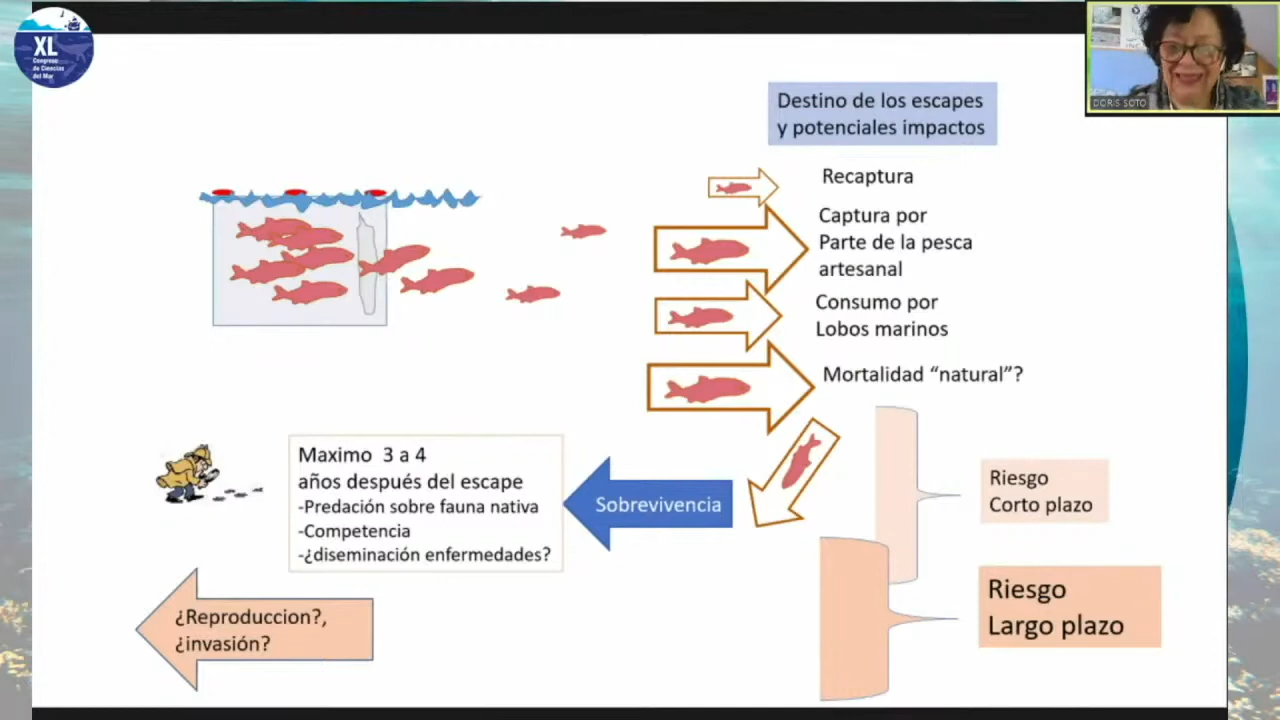 XL
Congreso
de Ciencias
del Mar
DORIS SOTO
Destino de los escapes
y potenciales impactos
Recaptura
Captura por
Parte de la pesca
artesanal
Consumo por
Lobos marinos
Mortalidad “natural”?
Maximo 3 a 4
años después del escape
-Predación sobre fauna nativa
-Competencia
-¿diseminación enfermedades?
Sobrevivencia
Riesgo
Corto plazo
¿Reproduccion?,
¿invasión?
Riesgo
Largo plazo